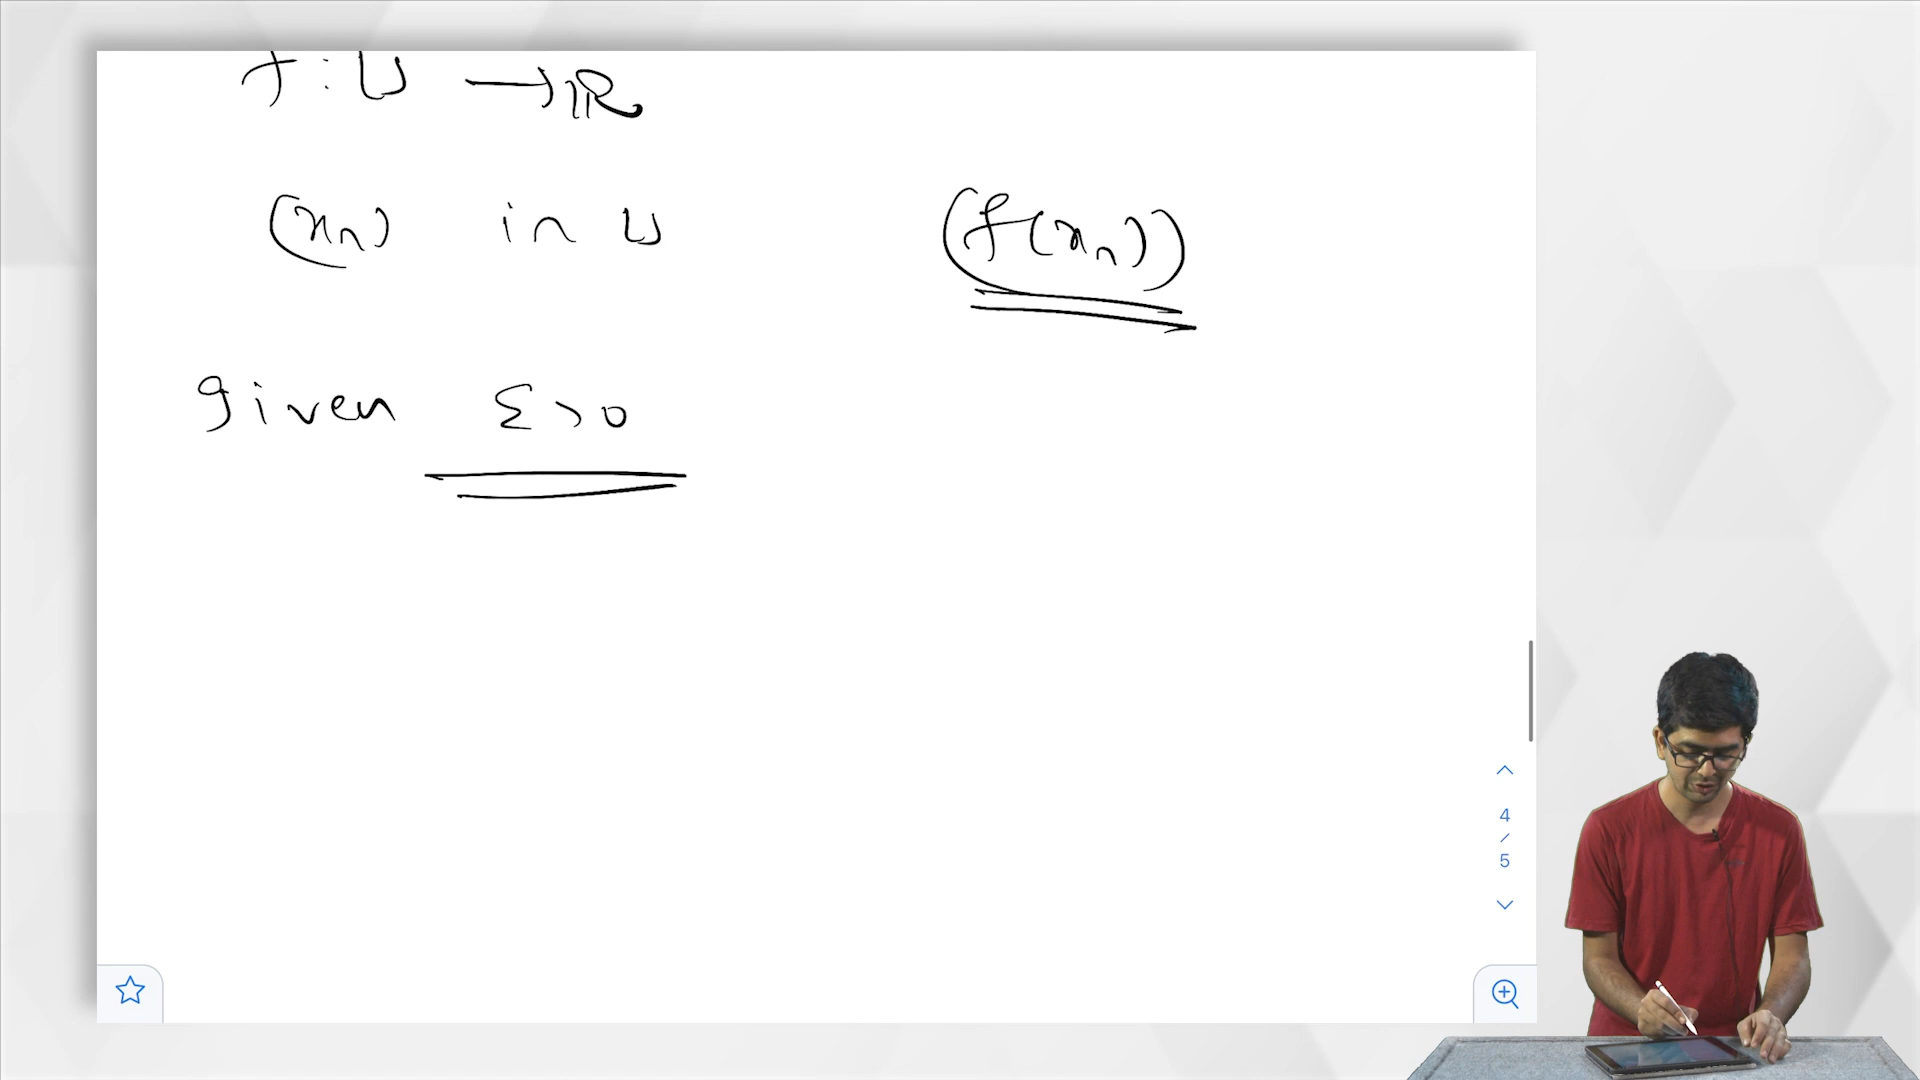 f : U → ℝ
(xₙ) in U (f(xₙ))
given ε > 0
4
/
5